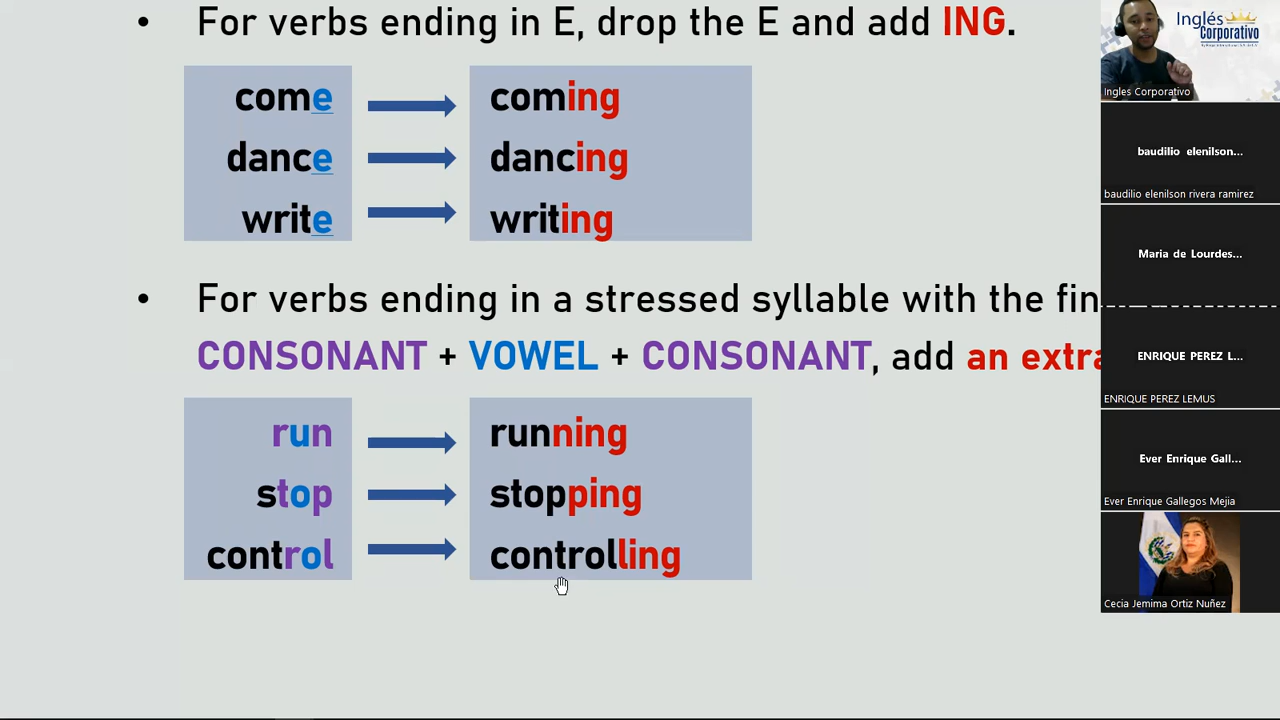 • For verbs ending in E, drop the E and add ING.
come coming
dance dancing
write writing
• For verbs ending in a stressed syllable with the fin
CONSONANT + VOWEL + CONSONANT, add an extra
run running
stop stopping
control controlling
Inglés
Corporativo
Ingles Corporativo
baudilio elenilson...
baudilio elenilson rivera ramirez
Maria de Lourdes...
ENRIQUE PEREZ L...
ENRIQUE PEREZ LEMUS
Ever Enrique Gall...
Ever Enrique Gallegos Mejia
Cecia Jemima Ortiz Nuñez